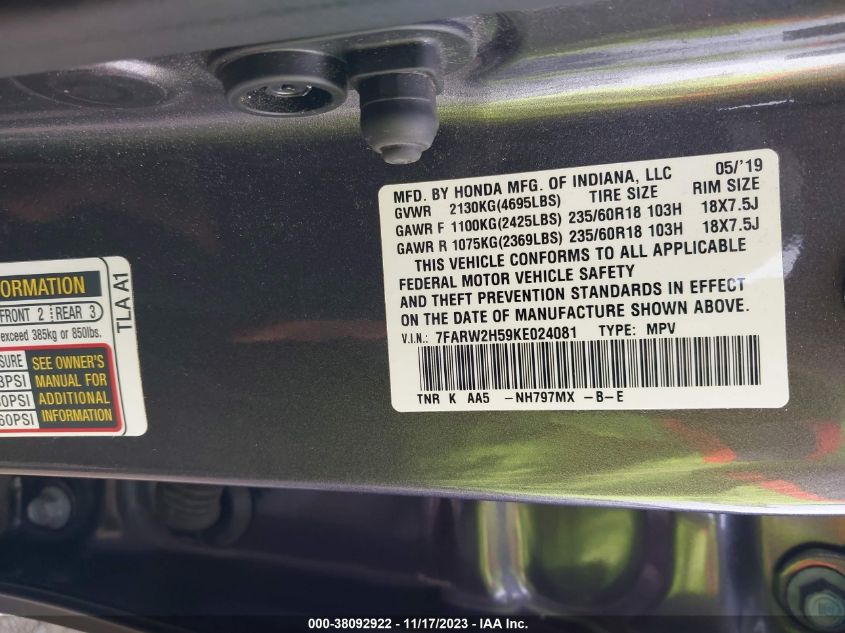 MFD. BY HONDA MFG. OF INDIANA, LLC 05/'19
GVWR 2130KG(4695LBS) TIRE SIZE RIM SIZE
GAWR F 1100KG(2425LBS) 235/60R18 103H 18X7.5J
GAWR R 1075KG(2369LBS) 235/60R18 103H 18X7.5J
THIS VEHICLE CONFORMS TO ALL APPLICABLE
FEDERAL MOTOR VEHICLE SAFETY
AND THEFT PREVENTION STANDARDS IN EFFECT
ON THE DATE OF MANUFACTURE SHOWN ABOVE.
V.I.N.: 7FARW2H59KE024081 TYPE: MPV
TNR K AA5 -NH797MX -B-E
ORMATION
FRONT 2 REAR 3
exceed 385kg or 850lbs.
SURE
3PSI
0PSI
60PSI
SEE OWNER'S
MANUAL FOR
ADDITIONAL
INFORMATION
TLA A1
000-38092922 - 11/17/2023 - IAA Inc.